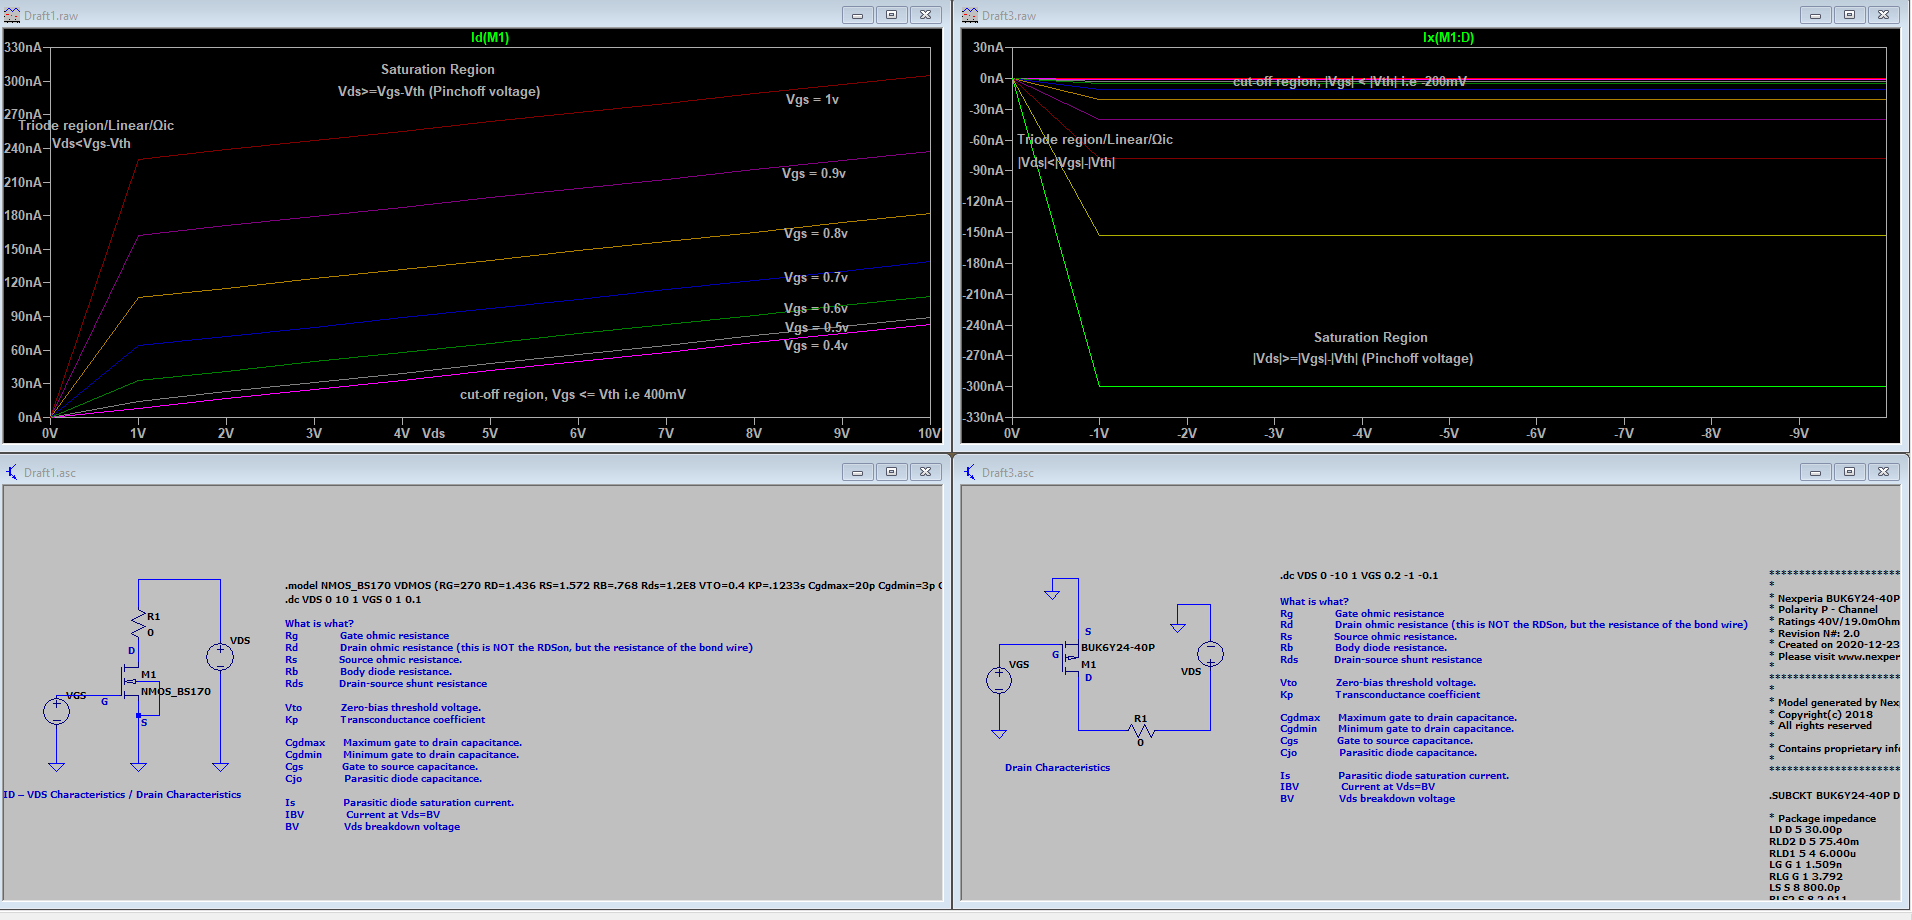 Draft1.raw
Id(M1)
330nA
300nA
270nA
240nA
210nA
180nA
150nA
120nA
90nA
60nA
30nA
0nA
Saturation Region
Vds>=Vgs-Vth (Pinchoff voltage)
Triode region/Linear/Ωic
Vds<Vgs-Vth
Vgs = 1v
Vgs = 0.9v
Vgs = 0.8v
Vgs = 0.7v
Vgs = 0.6v
Vgs = 0.5v
Vgs = 0.4v
cut-off region, Vgs <= Vth i.e 400mV
0V 1V 2V 3V 4V Vds 5V 6V 7V 8V 9V 10V
Draft3.raw
Ix(M1:D)
30nA
0nA
-30nA
-60nA
-90nA
-120nA
-150nA
-180nA
-210nA
-240nA
-270nA
-300nA
-330nA
cut-off region, |Vgs| < |Vth| i.e -200mV
Triode region/Linear/Ωic
|Vds|<|Vgs|-|Vth|
Saturation Region
|Vds|>=|Vgs|-|Vth| (Pinchoff voltage)
0V -1V -2V -3V -4V -5V -6V -7V -8V -9V
Draft1.asc
.model NMOS_BS170 VDMOS (RG=270 RD=1.436 RS=1.572 RB=.768 Rds=1.2E8 VTO=0.4 KP=.1233s Cgdmax=20p Cgdmin=3p C
.dc VDS 0 10 1 VGS 0 1 0.1
What is what?
Rg Gate ohmic resistance
Rd Drain ohmic resistance (this is NOT the RDSon, but the resistance of the bond wire)
Rs Source ohmic resistance.
Rb Body diode resistance.
Rds Drain-source shunt resistance
Vto Zero-bias threshold voltage.
Kp Transconductance coefficient
Cgdmax Maximum gate to drain capacitance.
Cgdmin Minimum gate to drain capacitance.
Cgs Gate to source capacitance.
Cjo Parasitic diode capacitance.
Is Parasitic diode saturation current.
IBV Current at Vds=BV
BV Vds breakdown voltage
R1
0
D
VDS
M1
NMOS_BS170
VGS
G
S
ID – VDS Characteristics / Drain Characteristics
Draft3.asc
.dc VDS 0 -10 1 VGS 0.2 -1 -0.1
What is what?
Rg Gate ohmic resistance
Rd Drain ohmic resistance (this is NOT the RDSon, but the resistance of the bond wire)
Rs Source ohmic resistance.
Rb Body diode resistance.
Rds Drain-source shunt resistance
Vto Zero-bias threshold voltage.
Kp Transconductance coefficient
Cgdmax Maximum gate to drain capacitance.
Cgdmin Minimum gate to drain capacitance.
Cgs Gate to source capacitance.
Cjo Parasitic diode capacitance.
Is Parasitic diode saturation current.
IBV Current at Vds=BV
BV Vds breakdown voltage
S
BUK6Y24-40P
G
M1
D
VGS
VDS
R1
0
Drain Characteristics
***********************
*
* Nexperia BUK6Y24-40P
* Polarity P - Channel
* Ratings 40V/19.0mOhm
* Revision N#: 2.0
* Created on 2020-12-23
* Please visit www.nexper
*
***********************
*
* Model generated by Nex
* Copyright(c) 2018
* All rights reserved
*
* Contains proprietary inf
*
***********************
.SUBCKT BUK6Y24-40P D
* Package impedance
LD D 5 30.00p
RLD2 D 5 75.40m
RLD1 5 4 6.000u
LG G 1 1.509n
RLG G 1 3.792
LS S 8 800.0p
RLS2 S 8 2.011